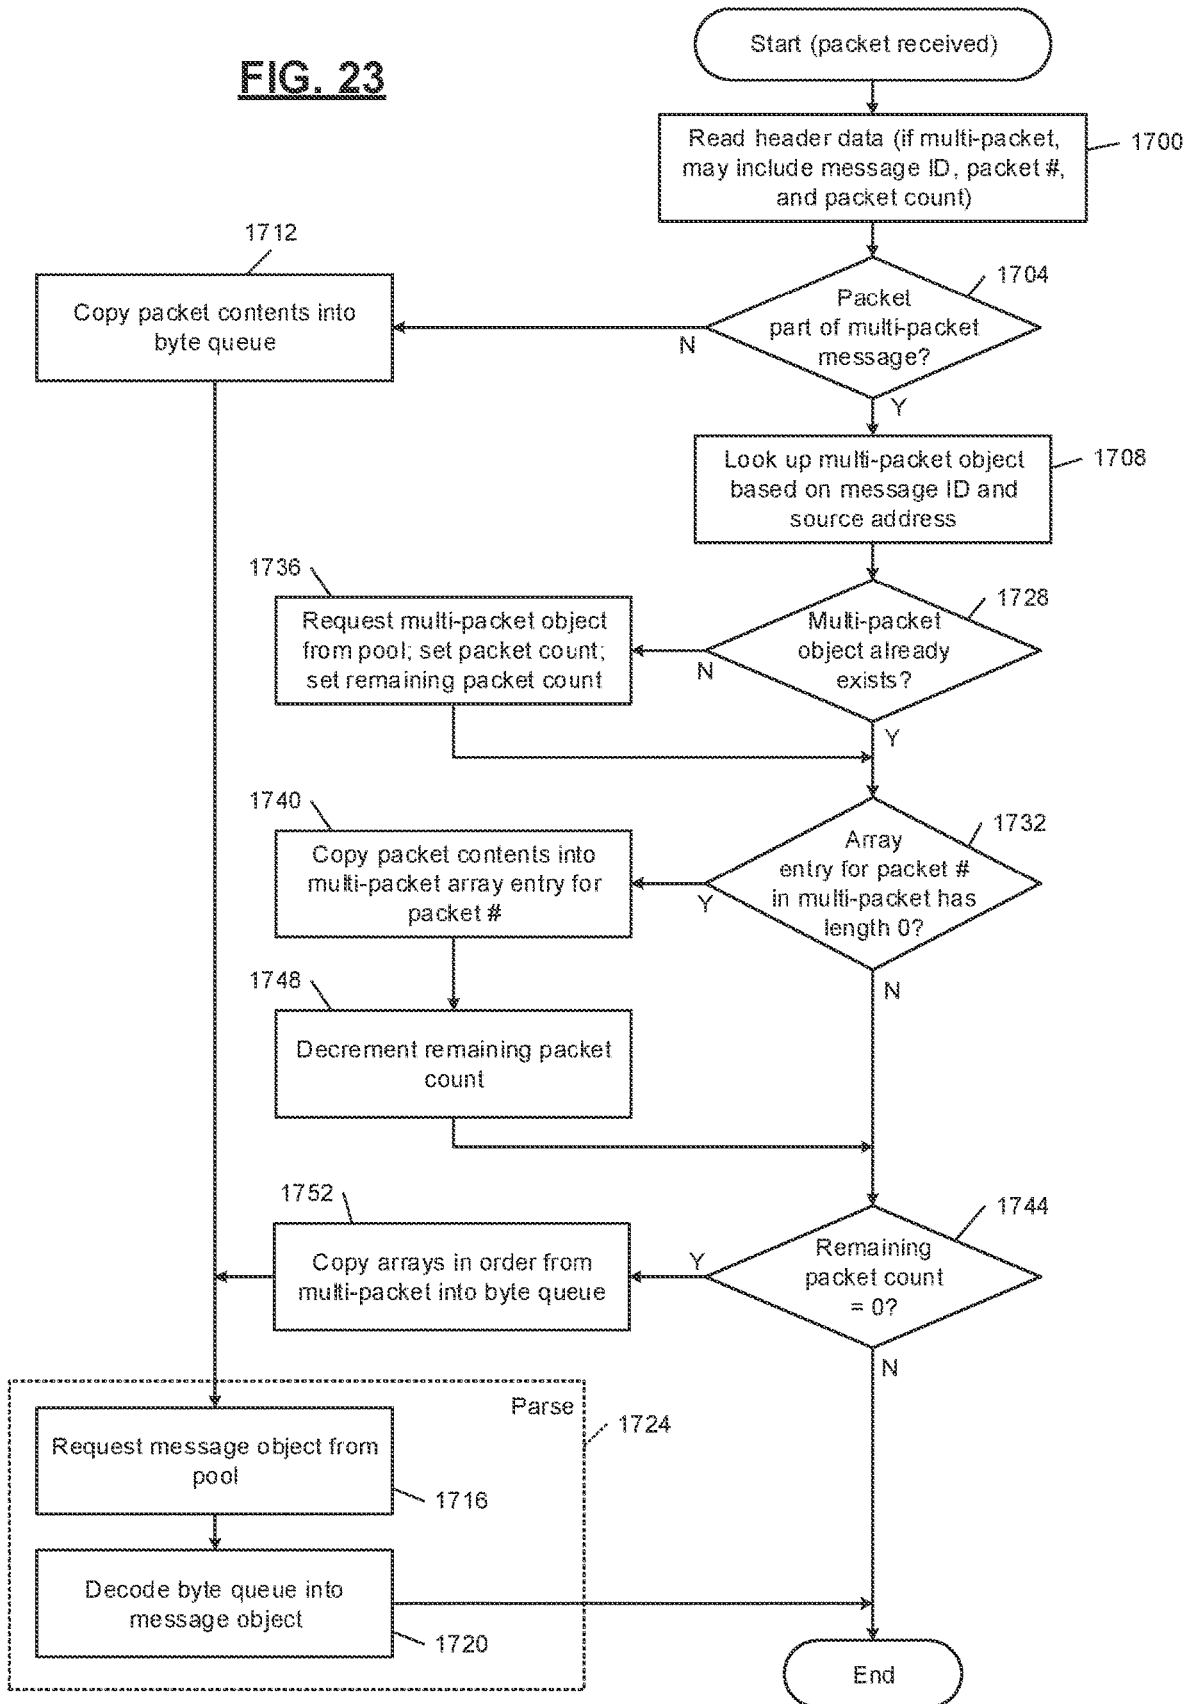 FIG. 23
Start (packet received)
Read header data (if multi-packet,
may include message ID, packet #,
and packet count)
1700
1712
Copy packet contents into
byte queue
1704
Packet
part of multi-packet
message?
N
Y
Look up multi-packet object
based on message ID and
source address
1708
1736
Request multi-packet object
from pool; set packet count;
set remaining packet count
1728
Multi-packet
object already
exists?
N
Y
1740
Copy packet contents into
multi-packet array entry for
packet #
1732
Array
entry for packet #
in multi-packet has
length 0?
Y
N
1748
Decrement remaining packet
count
1752
Copy arrays in order from
multi-packet into byte queue
1744
Remaining
packet count
= 0?
Y
N
Parse
1724
Request message object from
pool
1716
Decode byte queue into
message object
1720
End